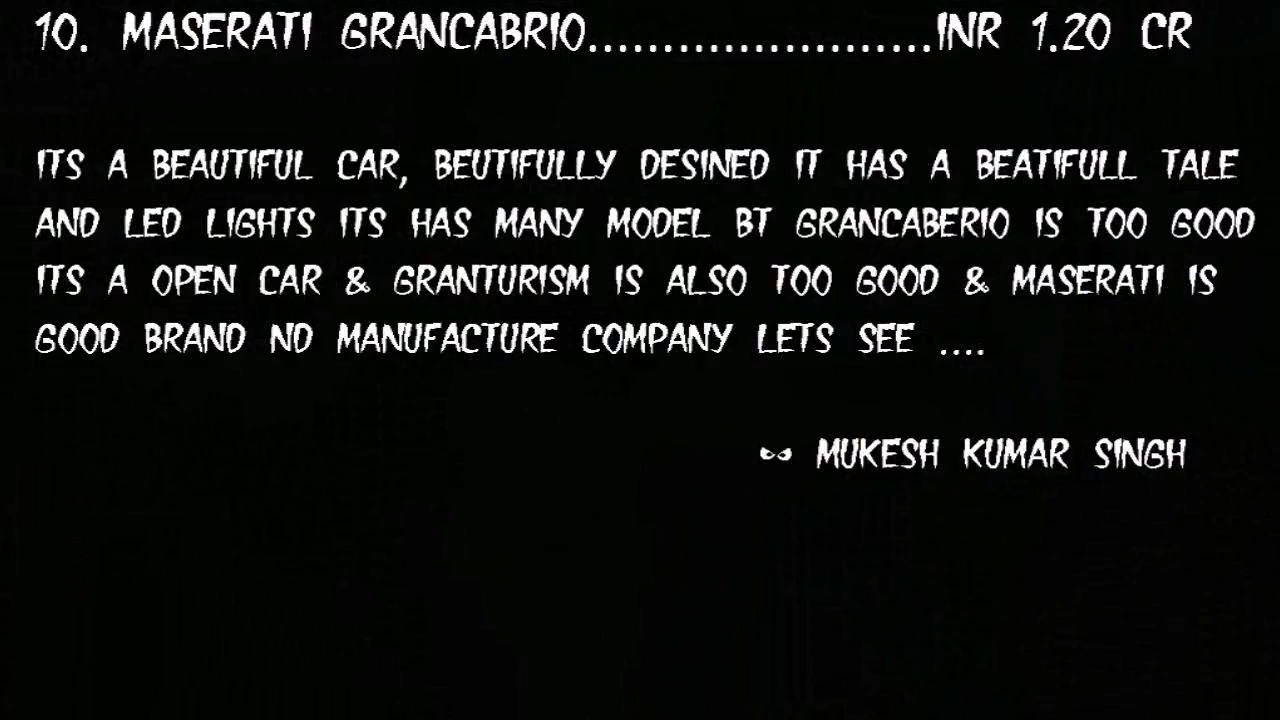 10. MASERATI GRANCABRIO.......................INR 1.20 CR
ITS A BEAUTIFUL CAR, BEUTIFULLY DESINED IT HAS A BEATIFULL TALE
AND LED LIGHTS ITS HAS MANY MODEL BT GRANCABERIO IS TOO GOOD
ITS A OPEN CAR & GRANTURISM IS ALSO TOO GOOD & MASERATI IS
GOOD BRAND ND MANUFACTURE COMPANY LETS SEE ....
MUKESH KUMAR SINGH